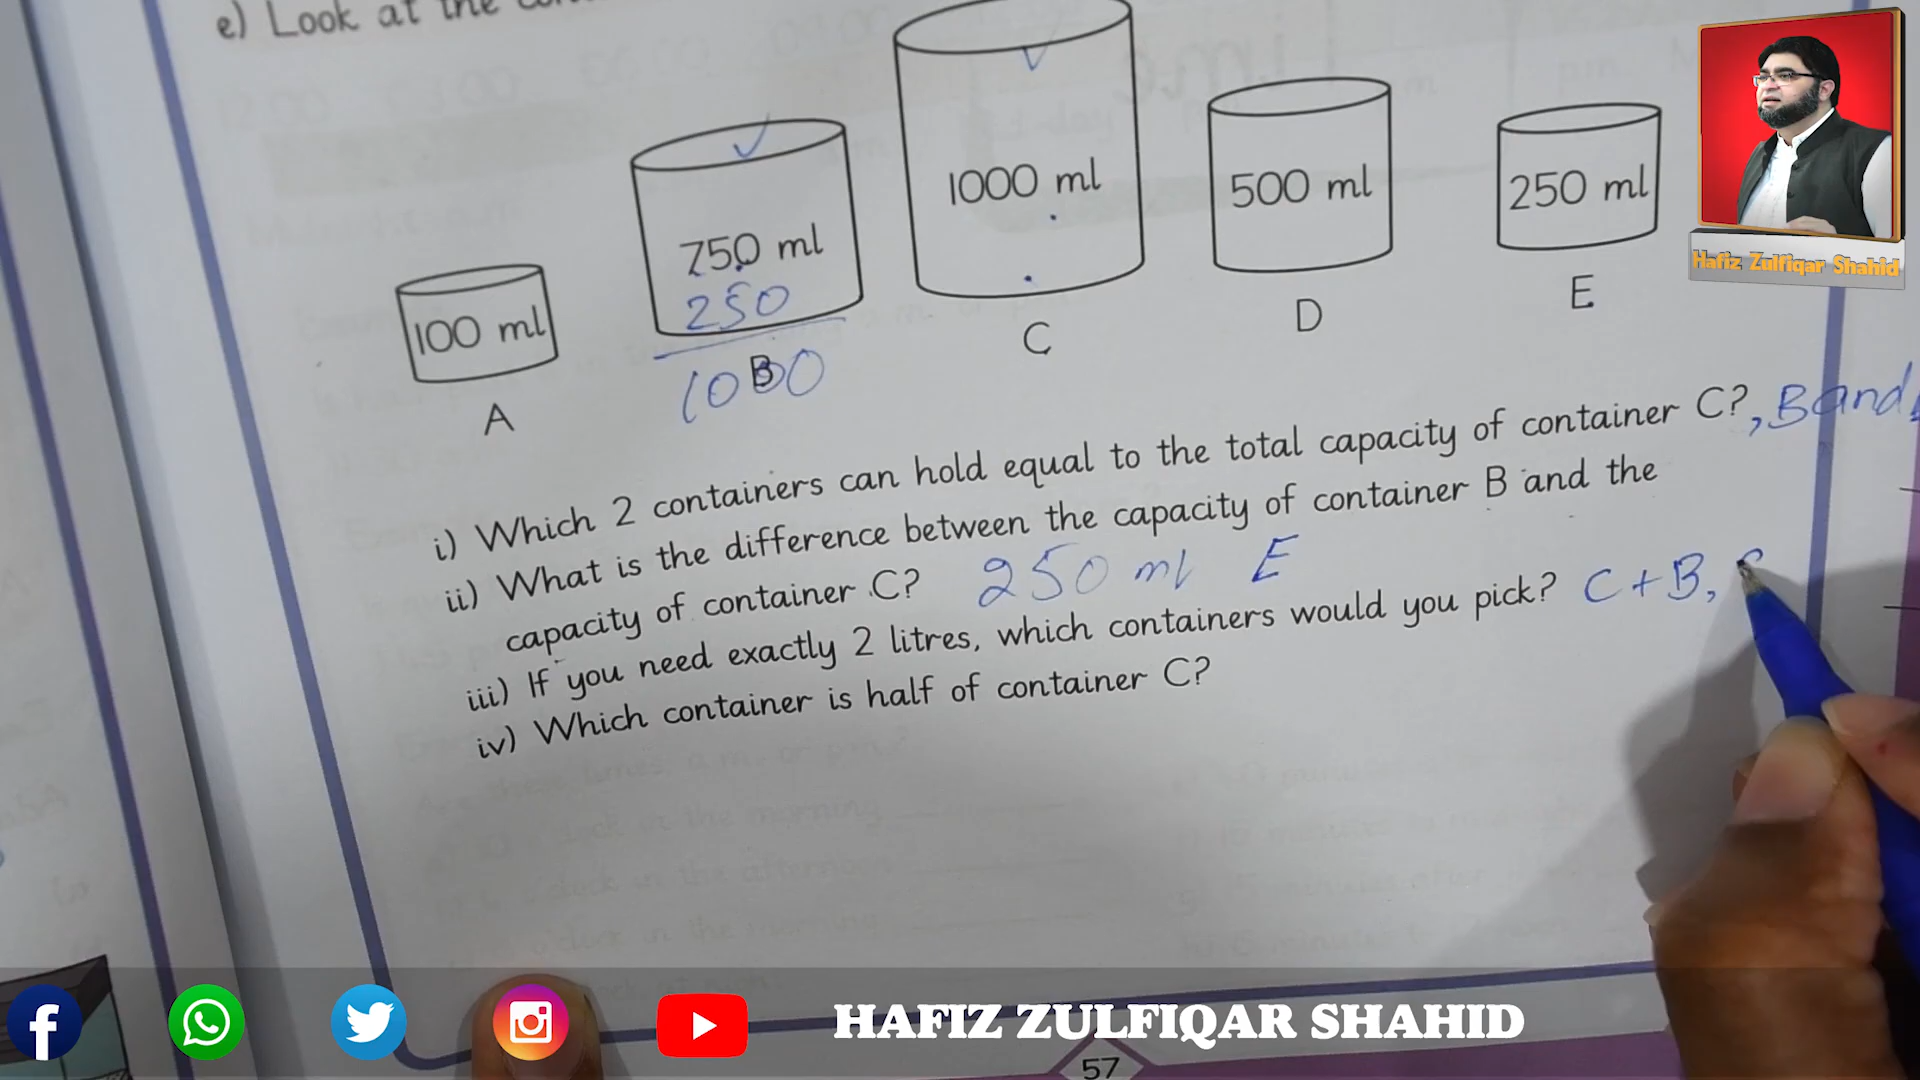 e) Look at the
100 ml
A
750 ml
250
1000
B
1000 ml
C
500 ml
D
250 ml
E
Hafiz Zulfiqar Shahid
i) Which 2 containers can hold equal to the total capacity of container C?, B and
ii) What is the difference between the capacity of container B and the
capacity of container C? 250 ml E
iii) If you need exactly 2 litres, which containers would you pick? C + B,
iv) Which container is half of container C?
HAFIZ ZULFIQAR SHAHID
57